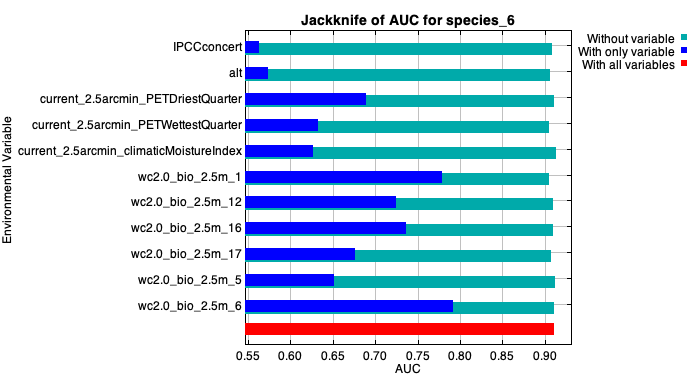 Jackknife of AUC for species_6
Without variable
With only variable
With all variables
Environmental Variable
IPCCconcert
alt
current_2.5arcmin_PETDriestQuarter
current_2.5arcmin_PETWettestQuarter
current_2.5arcmin_climaticMoistureIndex
wc2.0_bio_2.5m_1
wc2.0_bio_2.5m_12
wc2.0_bio_2.5m_16
wc2.0_bio_2.5m_17
wc2.0_bio_2.5m_5
wc2.0_bio_2.5m_6
0.55 0.60 0.65 0.70 0.75 0.80 0.85 0.90
AUC